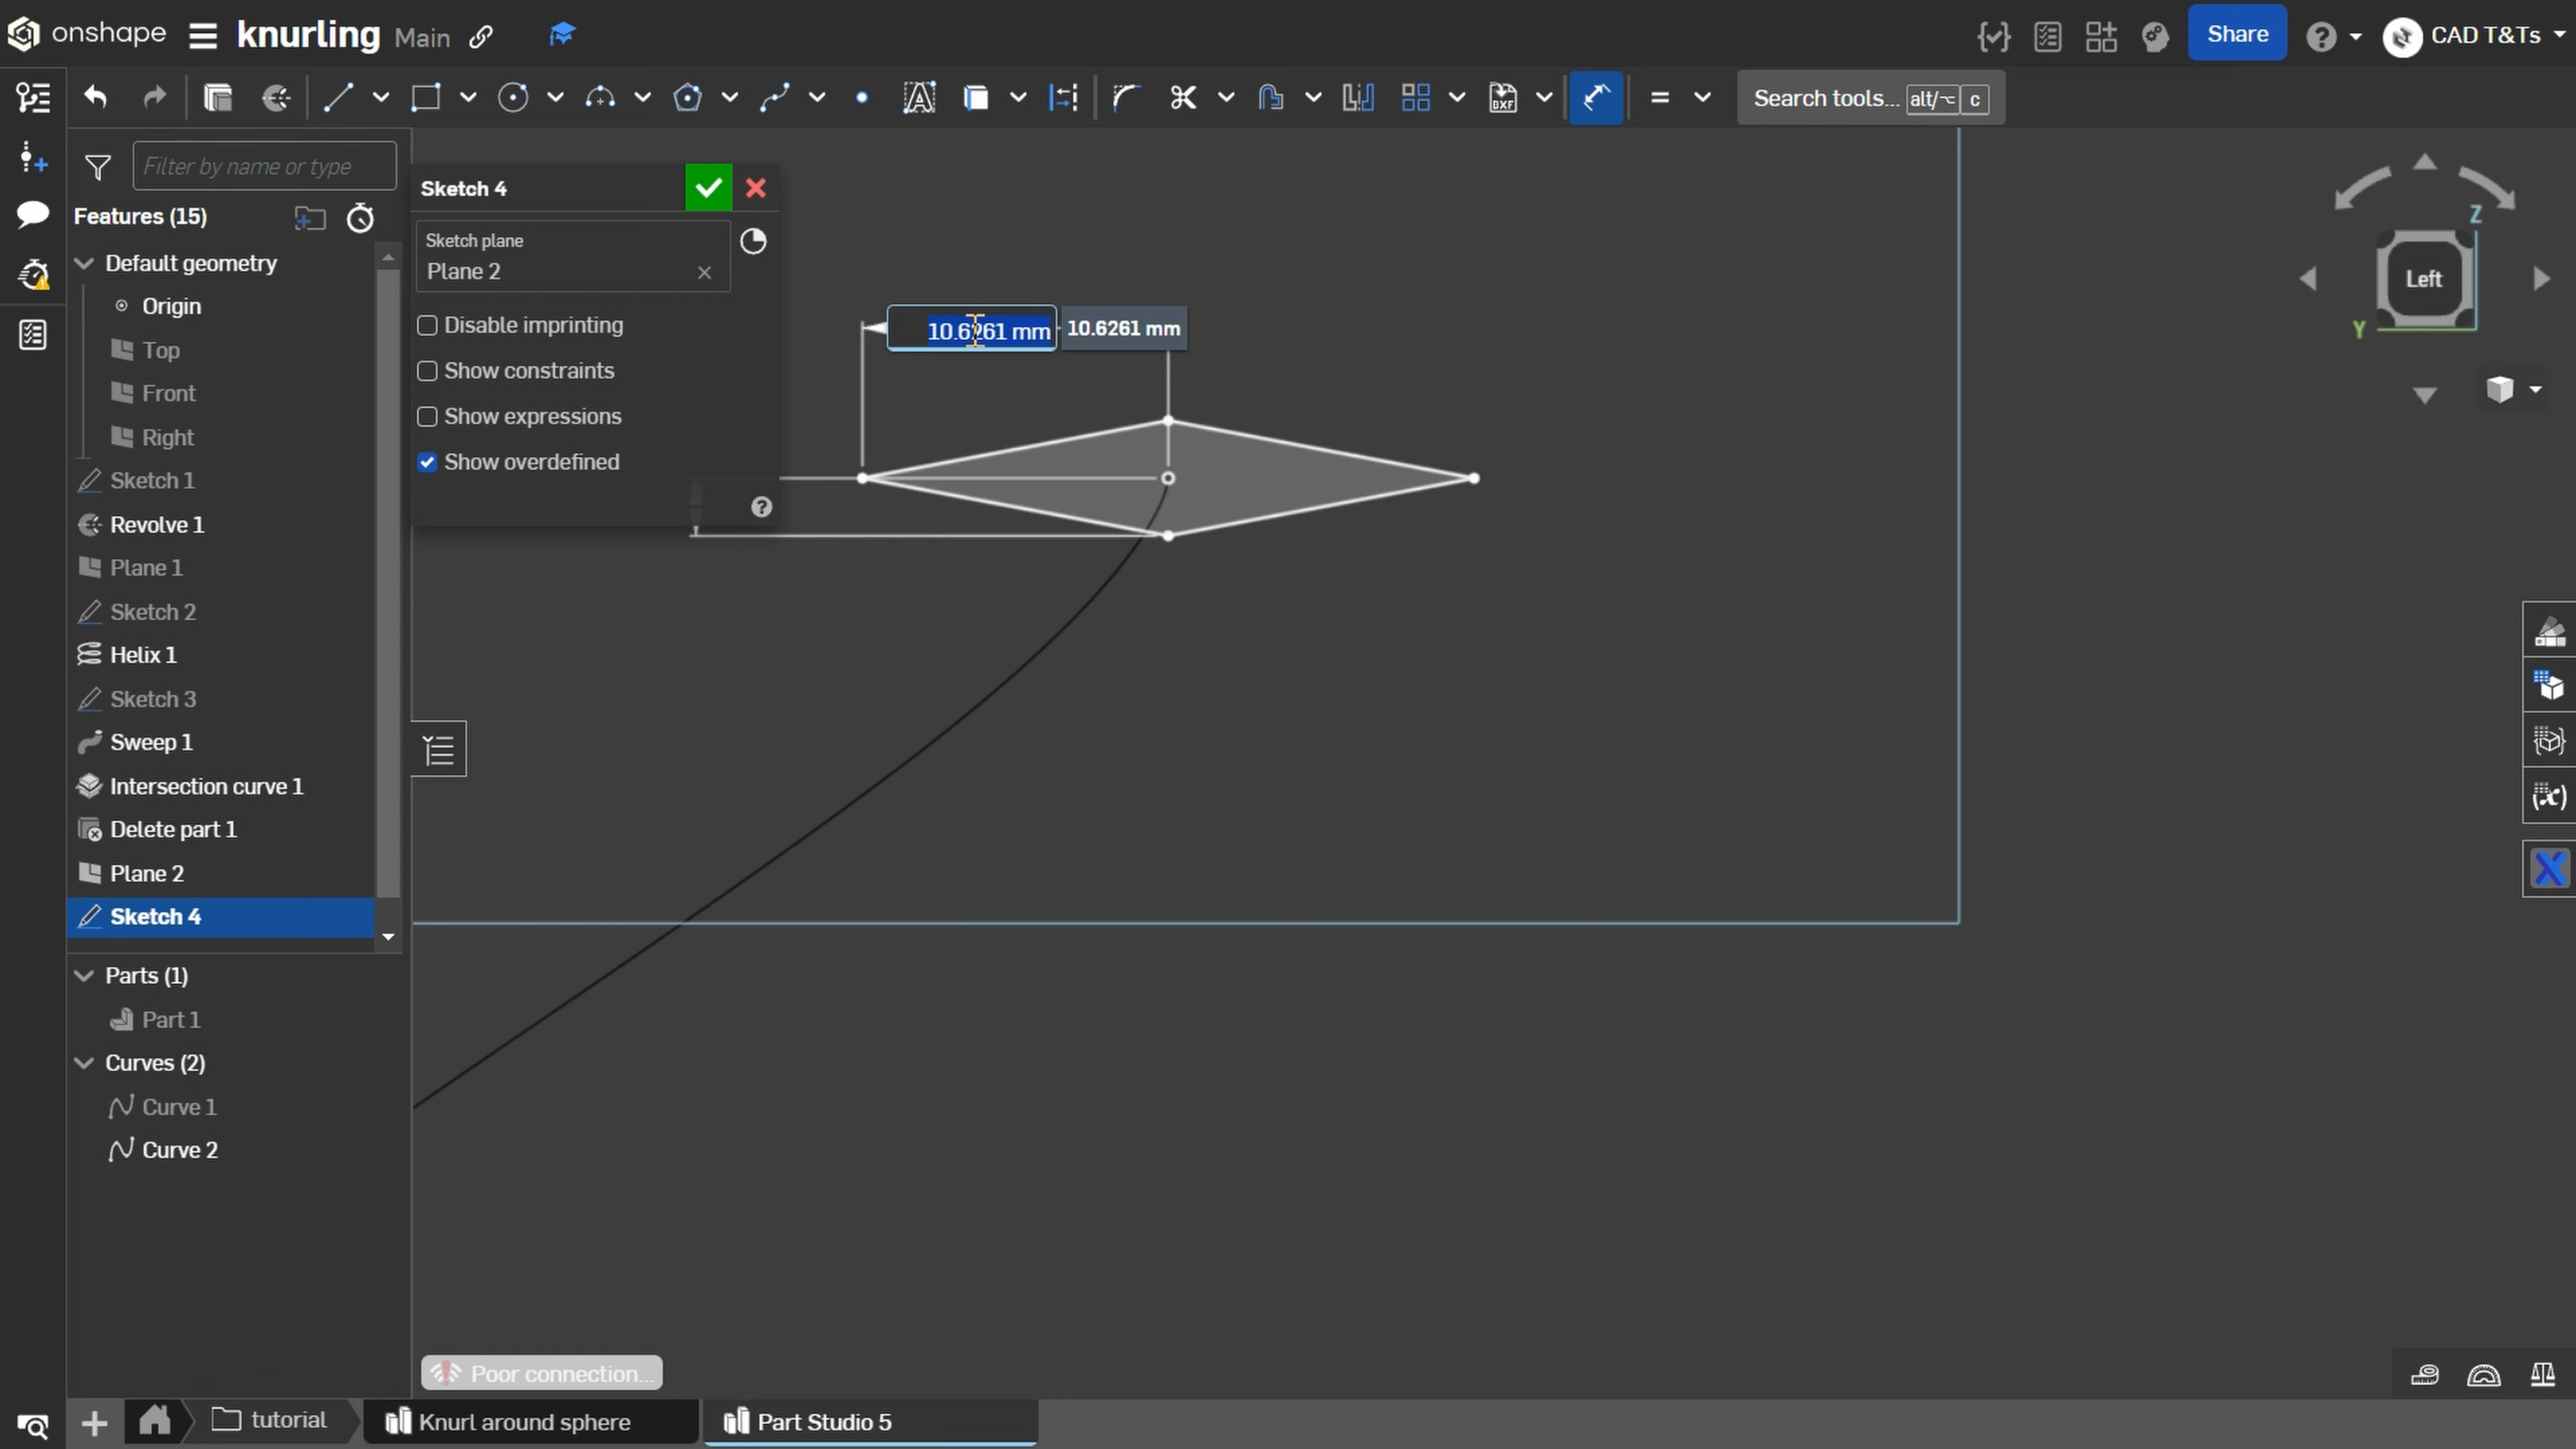 onshape knurling Main Share CAD T&Ts
Search tools... alt/⌥ c
Filter by name or type
Features (15)
Default geometry
Origin
Top
Front
Right
Sketch 1
Revolve 1
Plane 1
Sketch 2
Helix 1
Sketch 3
Sweep 1
Intersection curve 1
Delete part 1
Plane 2
Sketch 4
Parts (1)
Part 1
Curves (2)
Curve 1
Curve 2
Sketch 4
Sketch plane
Plane 2
Disable imprinting
Show constraints
Show expressions
Show overdefined
10.6261 mm 10.6261 mm
Z
Left
Y
Poor connection...
tutorial Knurl around sphere Part Studio 5